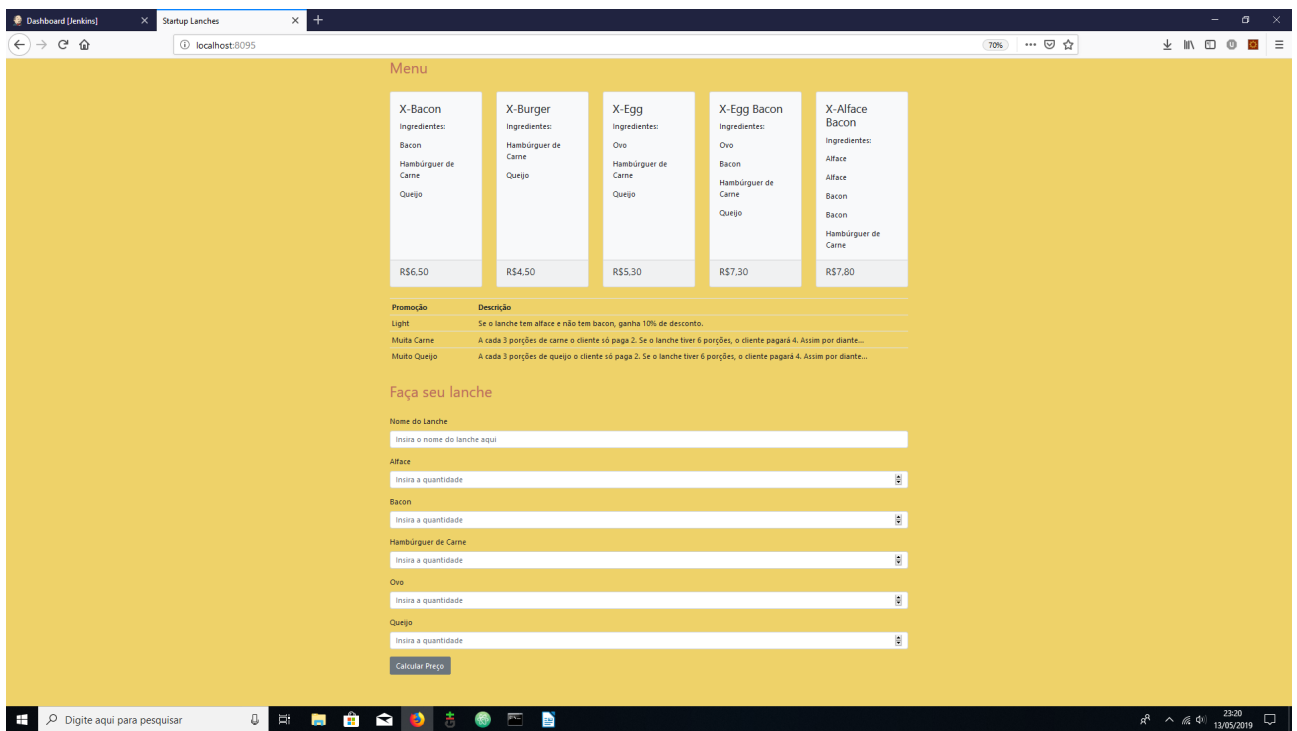 Dashboard [Jenkins]
Startup Lanches
localhost:8095
70%
Menu
X-Bacon
Ingredientes:
Bacon
Hambúrguer de
Carne
Queijo
R$6,50
X-Burger
Ingredientes:
Hambúrguer de
Carne
Queijo
R$4,50
X-Egg
Ingredientes:
Ovo
Hambúrguer de
Carne
Queijo
R$5,30
X-Egg Bacon
Ingredientes:
Ovo
Bacon
Hambúrguer de
Carne
Queijo
R$7,30
X-Alface
Bacon
Ingredientes:
Alface
Alface
Bacon
Bacon
Hambúrguer de
Carne
R$7,80
Promoção Descrição
Light Se o lanche tem alface e não tem bacon, ganha 10% de desconto.
Muita Carne A cada 3 porções de carne o cliente só paga 2. Se o lanche tiver 6 porções, o cliente pagará 4. Assim por diante...
Muito Queijo A cada 3 porções de queijo o cliente só paga 2. Se o lanche tiver 6 porções, o cliente pagará 4. Assim por diante...
Faça seu lanche
Nome do Lanche
Insira o nome do lanche aqui
Alface
Insira a quantidade
Bacon
Insira a quantidade
Hambúrguer de Carne
Insira a quantidade
Ovo
Insira a quantidade
Queijo
Insira a quantidade
Calcular Preço
Digite aqui para pesquisar
23:20
13/05/2019